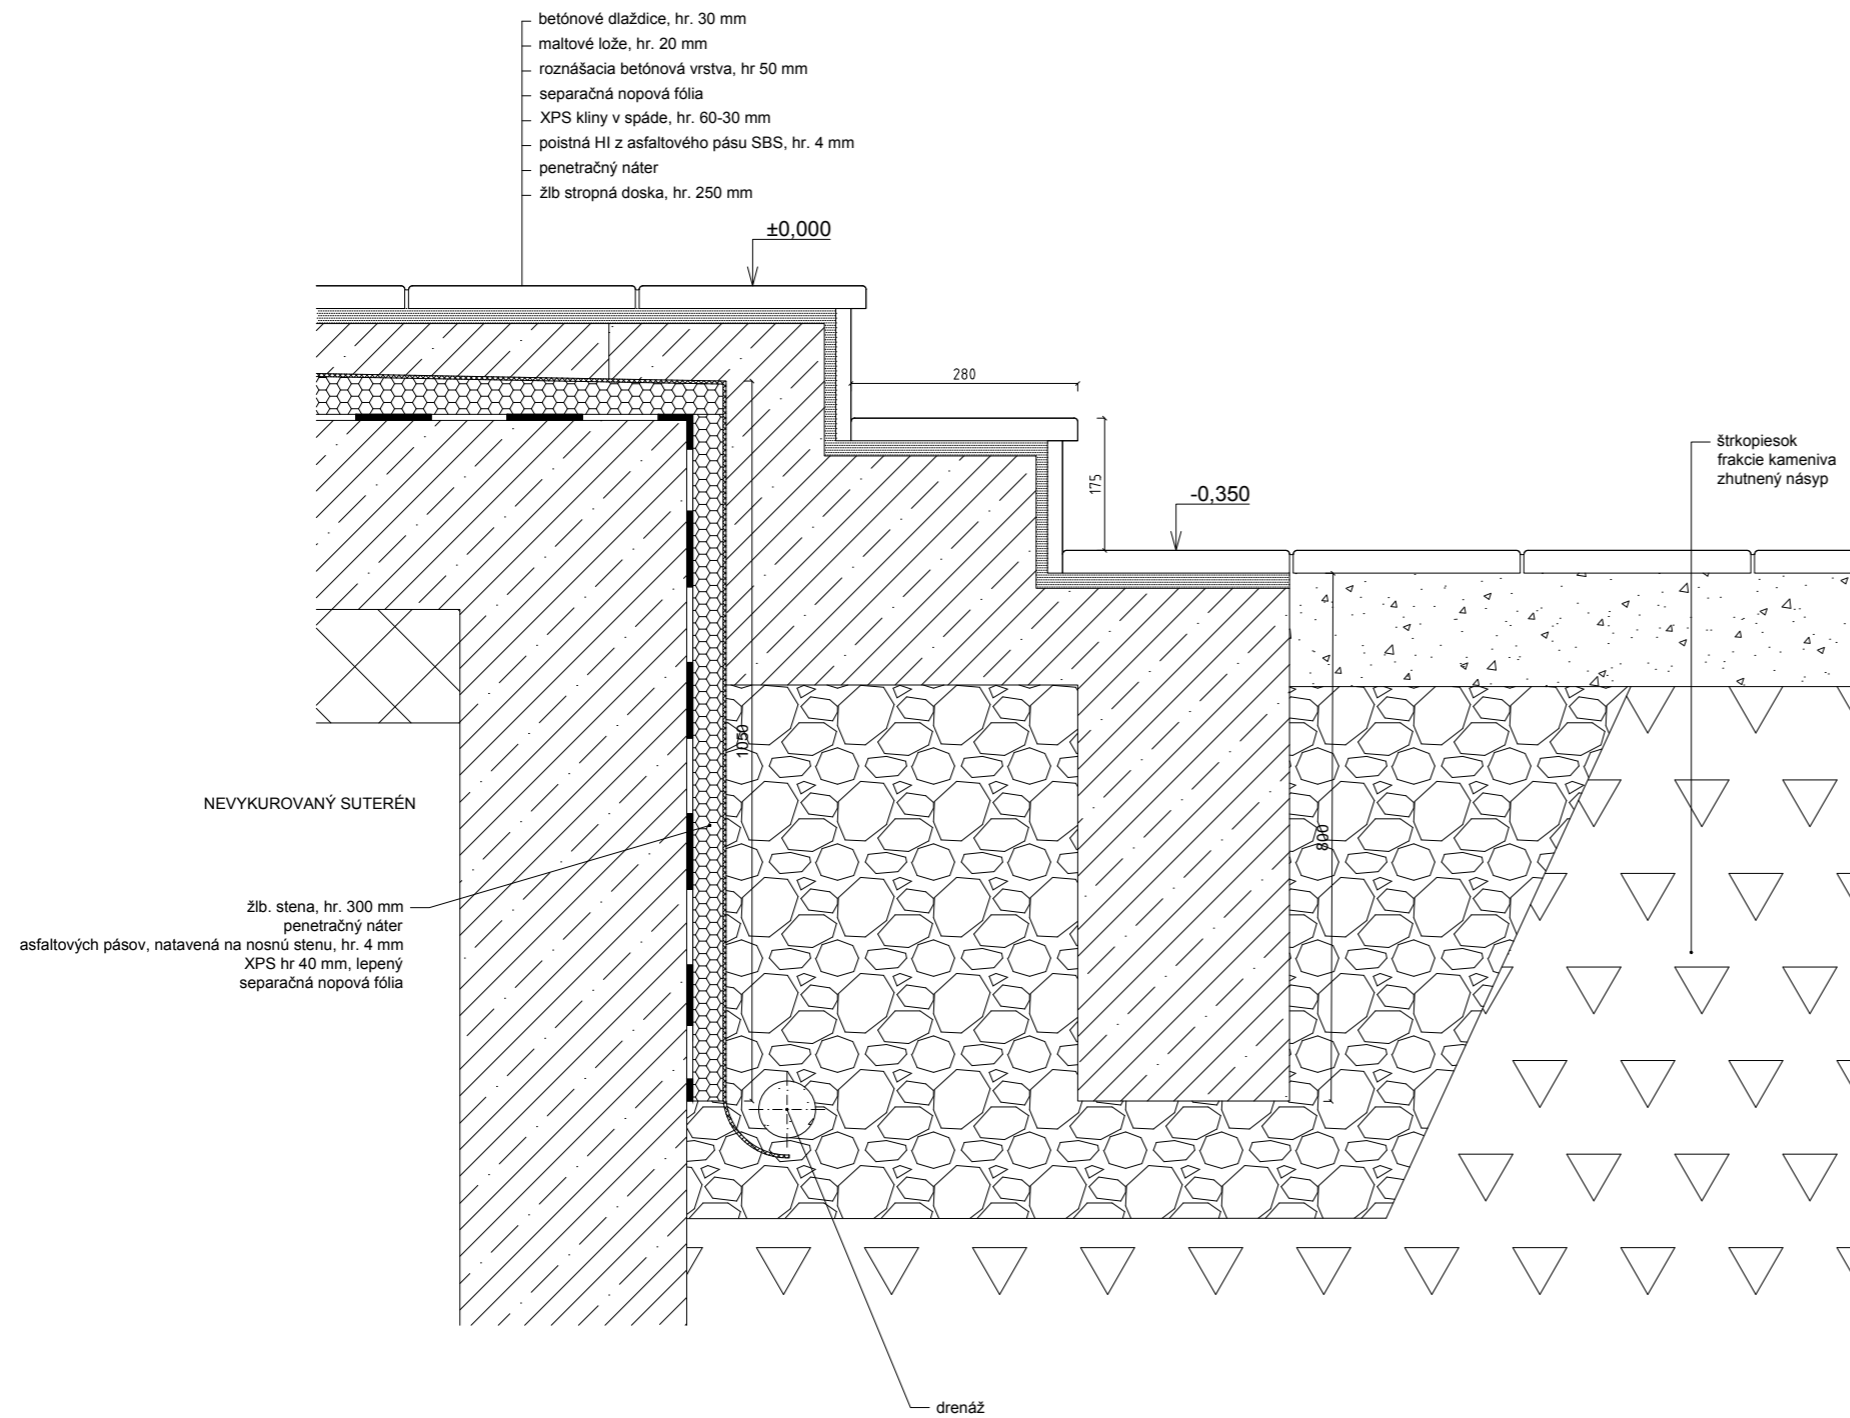 betónové dlaždice, hr. 30 mm
maltové lože, hr. 20 mm
roznášacia betónová vrstva, hr 50 mm
separačná nopová fólia
XPS kliny v spáde, hr. 60-30 mm
poistná HI z asfaltového pásu SBS, hr. 4 mm
penetračný náter
žlb stropná doska, hr. 250 mm
±0,000
280
175
-0,350
štrkopiesok
frakcie kameniva
zhutnený násyp
1050
800
NEVYKUROVANÝ SUTERÉN
žlb. stena, hr. 300 mm
penetračný náter
asfaltových pásov, natavená na nosnú stenu, hr. 4 mm
XPS hr 40 mm, lepený
separačná nopová fólia
drenáž